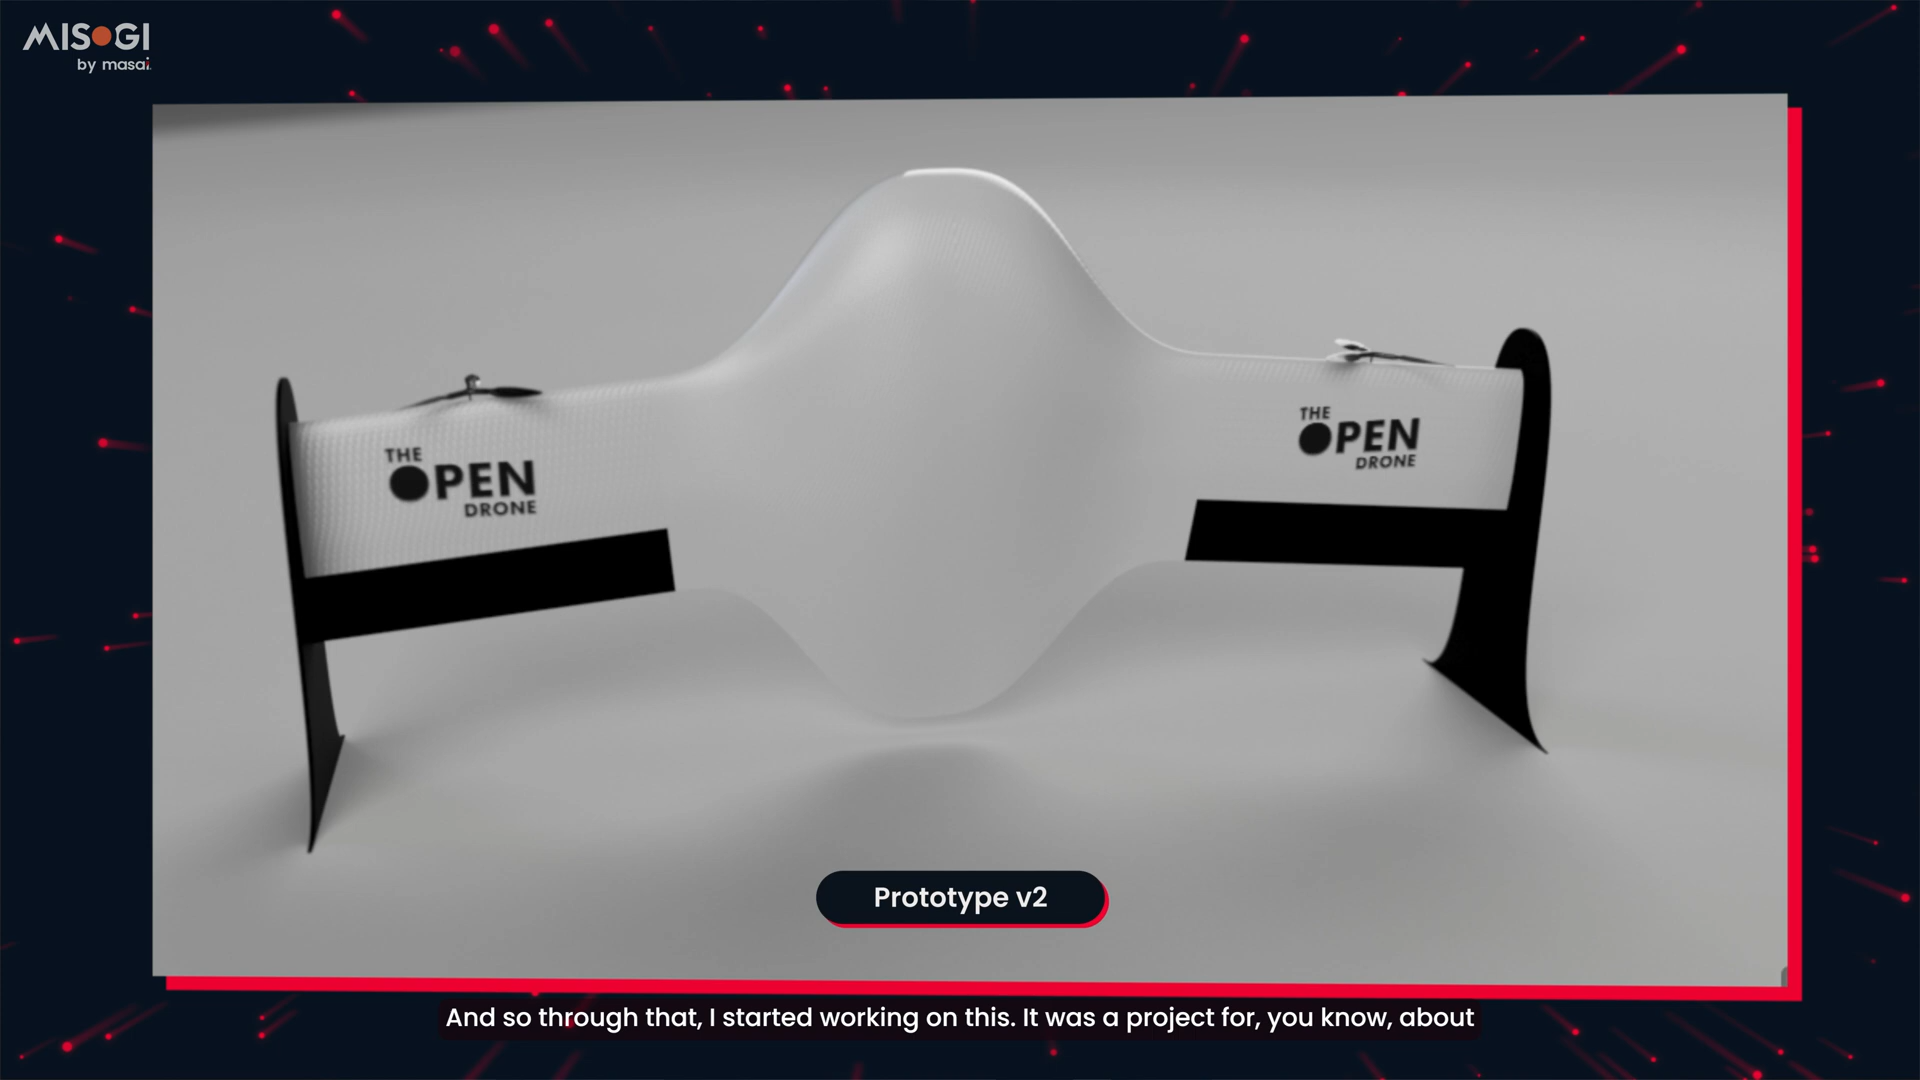 MISOGI
by masai.
THE
OPEN
DRONE
THE
OPEN
DRONE
Prototype v2
And so through that, I started working on this. It was a project for, you know, about